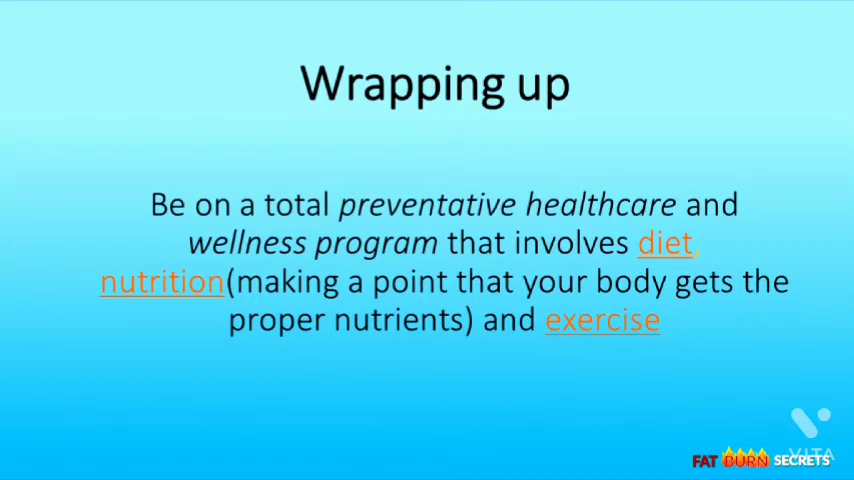 Wrapping up
Be on a total preventative healthcare and
wellness program that involves diet,
nutrition(making a point that your body gets the
proper nutrients) and exercise
VITA
FAT BURN SECRETS